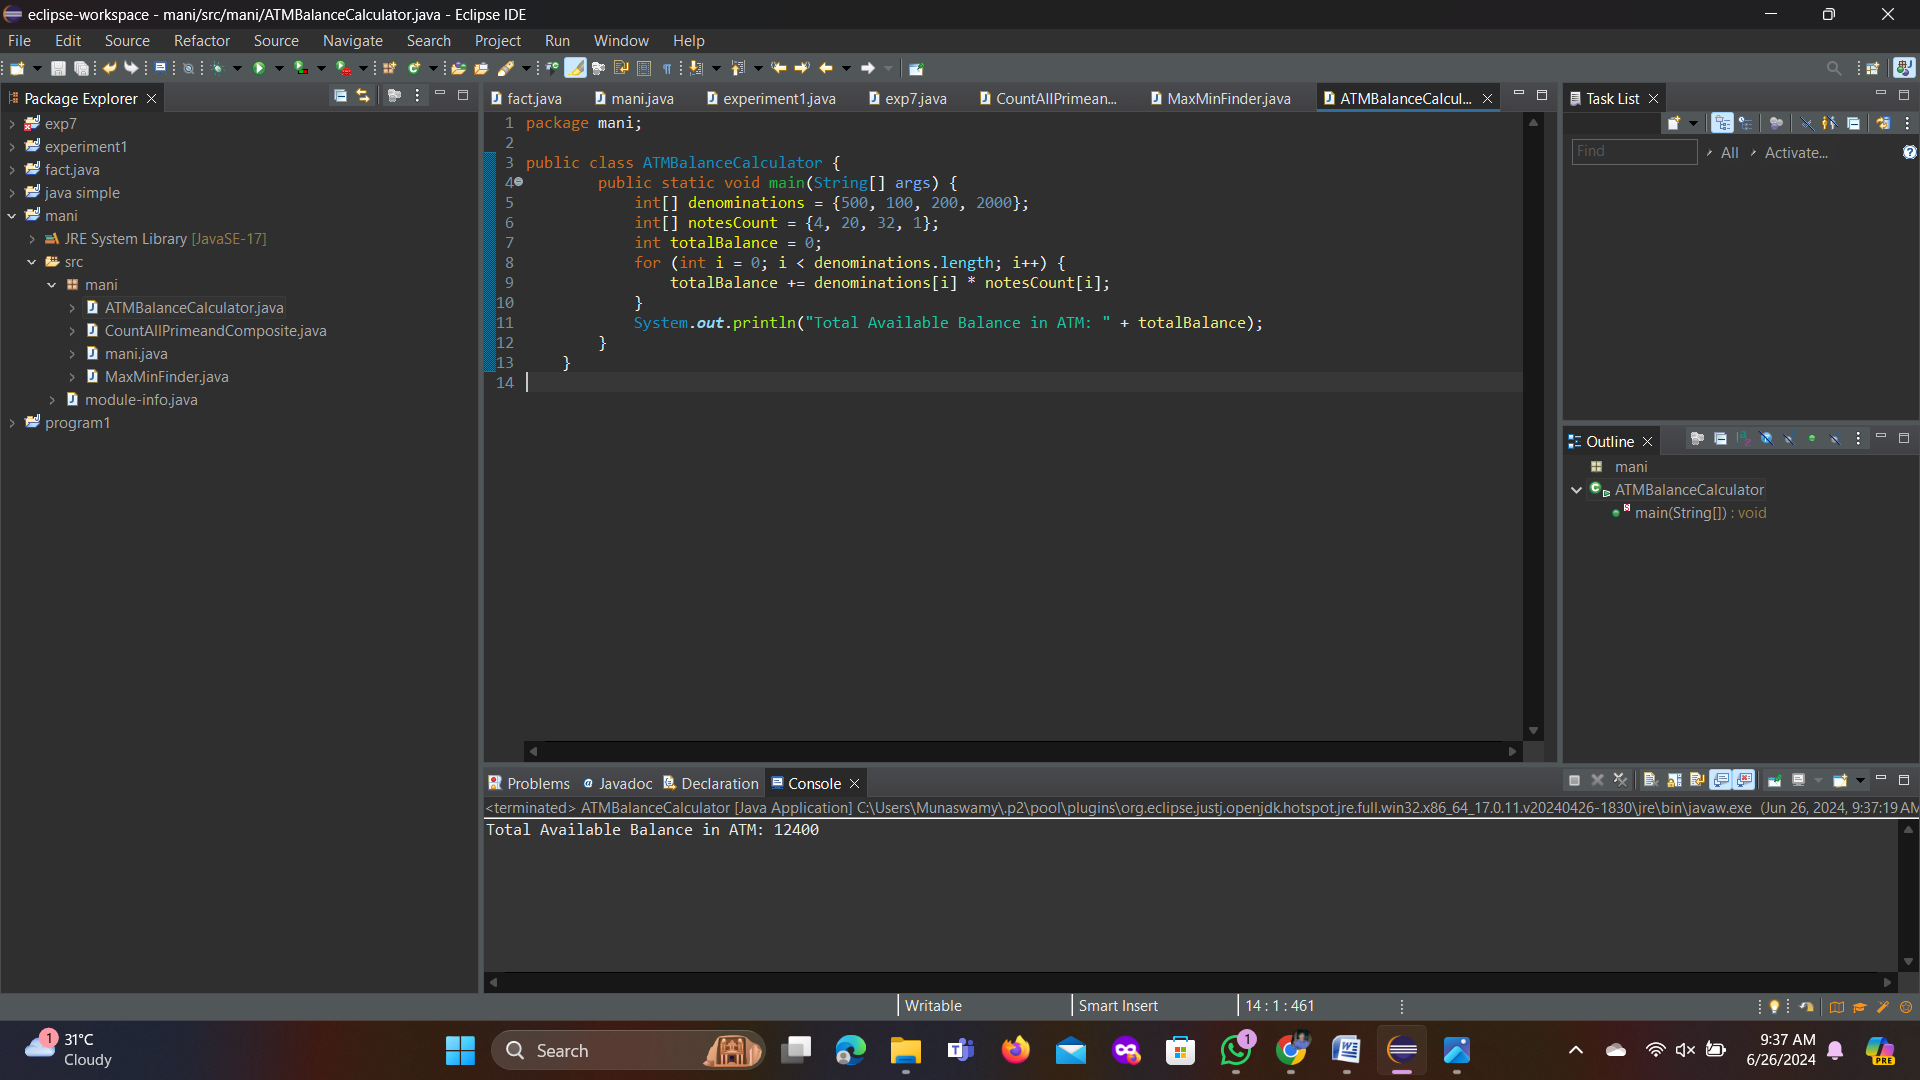 eclipse-workspace - mani/src/mani/ATMBalanceCalculator.java - Eclipse IDE
File Edit Source Refactor Source Navigate Search Project Run Window Help
Package Explorer
exp7
experiment1
fact.java
java simple
mani
JRE System Library [JavaSE-17]
src
mani
ATMBalanceCalculator.java
CountAllPrimeandComposite.java
mani.java
MaxMinFinder.java
module-info.java
program1
fact.java mani.java experiment1.java exp7.java CountAllPrimean... MaxMinFinder.java ATMBalanceCalcul...
1 package mani;
2
3 public class ATMBalanceCalculator {
4 public static void main(String[] args) {
5 int[] denominations = {500, 100, 200, 2000};
6 int[] notesCount = {4, 20, 32, 1};
7 int totalBalance = 0;
8 for (int i = 0; i < denominations.length; i++) {
9 totalBalance += denominations[i] * notesCount[i];
10 }
11 System.out.println("Total Available Balance in ATM: " + totalBalance);
12 }
13 }
14
Task List
Find All Activate...
Outline
mani
ATMBalanceCalculator
main(String[]) : void
Problems Javadoc Declaration Console
<terminated> ATMBalanceCalculator [Java Application] C:\Users\Munaswamy\.p2\pool\plugins\org.eclipse.justj.openjdk.hotspot.jre.full.win32.x86_64_17.0.11.v20240426-1830\jre\bin\javaw.exe (Jun 26, 2024, 9:37:19 AM
Total Available Balance in ATM: 12400
Writable Smart Insert 14 : 1 : 461
1
31°C
Cloudy
Search
1
9:37 AM
6/26/2024
PRE